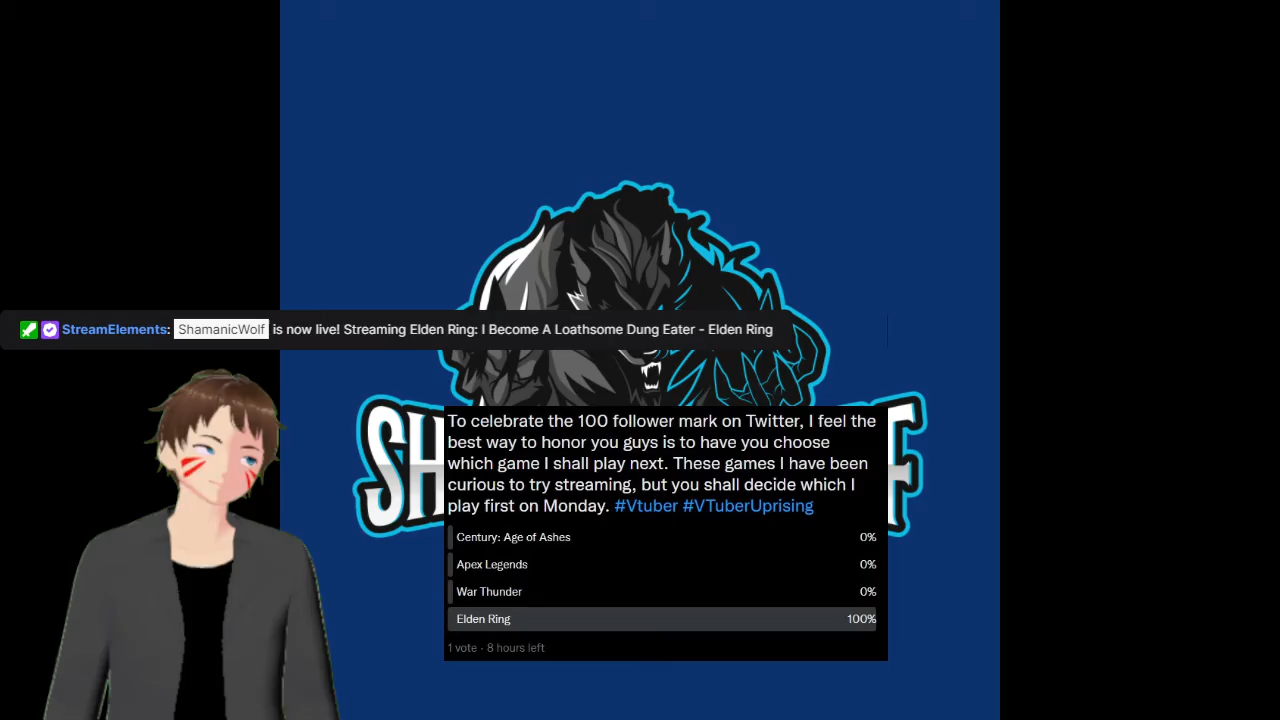 StreamElements: ShamanicWolf is now live! Streaming Elden Ring: I Become A Loathsome Dung Eater - Elden Ring
SH
F
To celebrate the 100 follower mark on Twitter, I feel the
best way to honor you guys is to have you choose
which game I shall play next. These games I have been
curious to try streaming, but you shall decide which I
play first on Monday. #Vtuber #VTuberUprising
Century: Age of Ashes 0%
Apex Legends 0%
War Thunder 0%
Elden Ring 100%
1 vote · 8 hours left